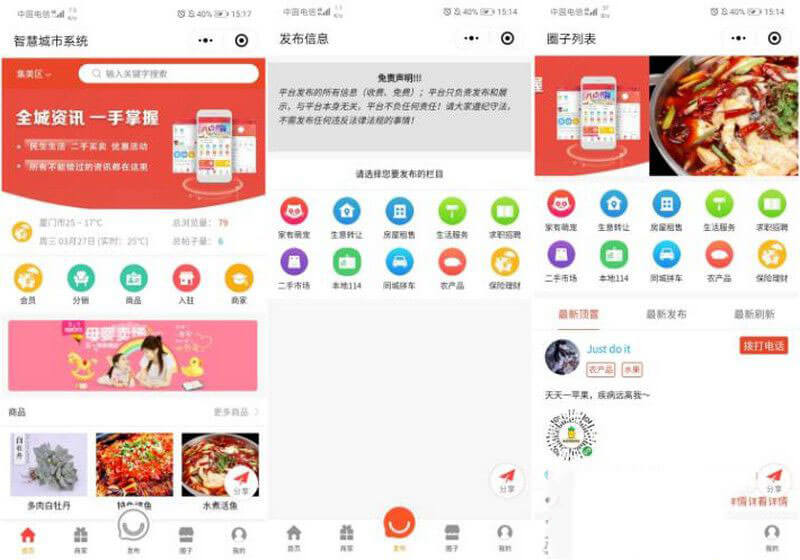 中国电信 40% 15:17
智慧城市系统
集美区
输入关键字搜索
全城资讯 一手掌握
民生生活 二手买卖 优惠活动
所有不能错过的资讯都在这里
厦门市25 - 17℃
总浏览量: 79
周三 03月27日 (实时: 25℃)
总帖子量: 6
会员 分销 商品 入驻 商家
母婴卖场
商品
更多商品
白牡丹
多肉白牡丹
水煮活鱼
分享
首页 商家 发布 圈子 我的
中国电信 40% 15:14
发布信息
免责声明!!!
平台发布的所有信息（收费、免费）；平台只负责发布和展
示，与平台本身无关，平台不负任何责任！请大家遵纪守法，
不需发布任何违反法律法规的事情！
请选择您要发布的栏目
家有萌宠 生意转让 房屋租售 生活服务 求职招聘
二手市场 本地114 同城拼车 农产品 保险理财
分享
首页 商家 发布 圈子 我的
中国电信 40% 15:14
圈子列表
家有萌宠 生意转让 房屋租售 生活服务 求职招聘
二手市场 本地114 同城拼车 农产品 保险理财
最新顶置 最新发布 最新刷新
Just do it
拨打电话
农产品 水果
天天一苹果，疾病远离我～
分享
首页 商家 发布 圈子 我的